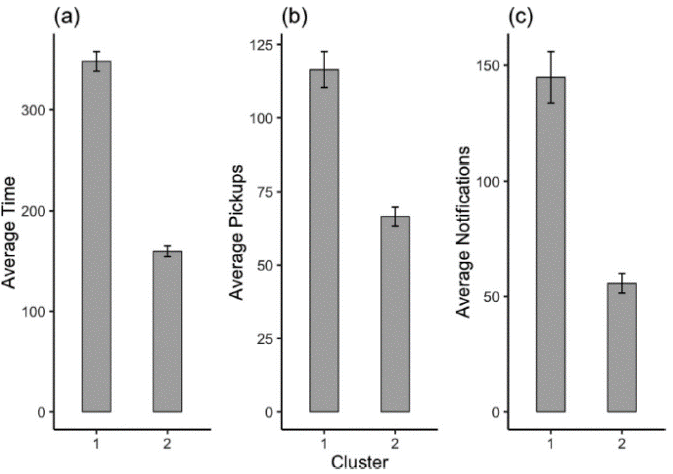 (a)
Average Time
300
200
100
0
1 2
(b)
Average Pickups
125
100
75
50
25
0
1 2
Cluster
(c)
Average Notifications
150
100
50
0
1 2